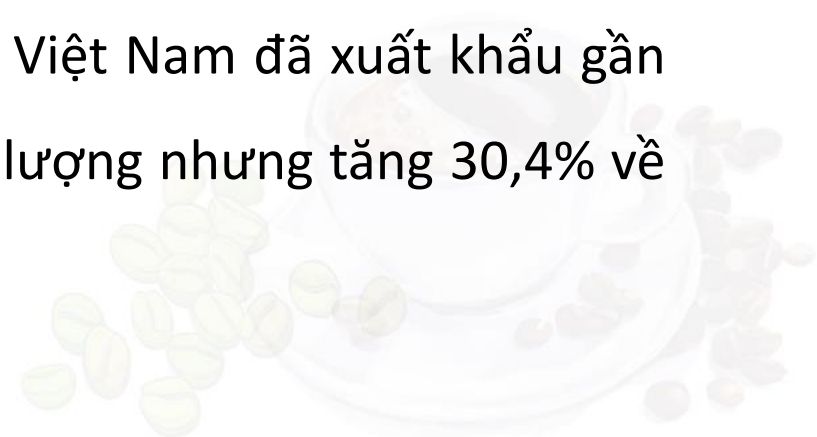 Việt Nam đã xuất khẩu gần
lượng nhưng tăng 30,4% về